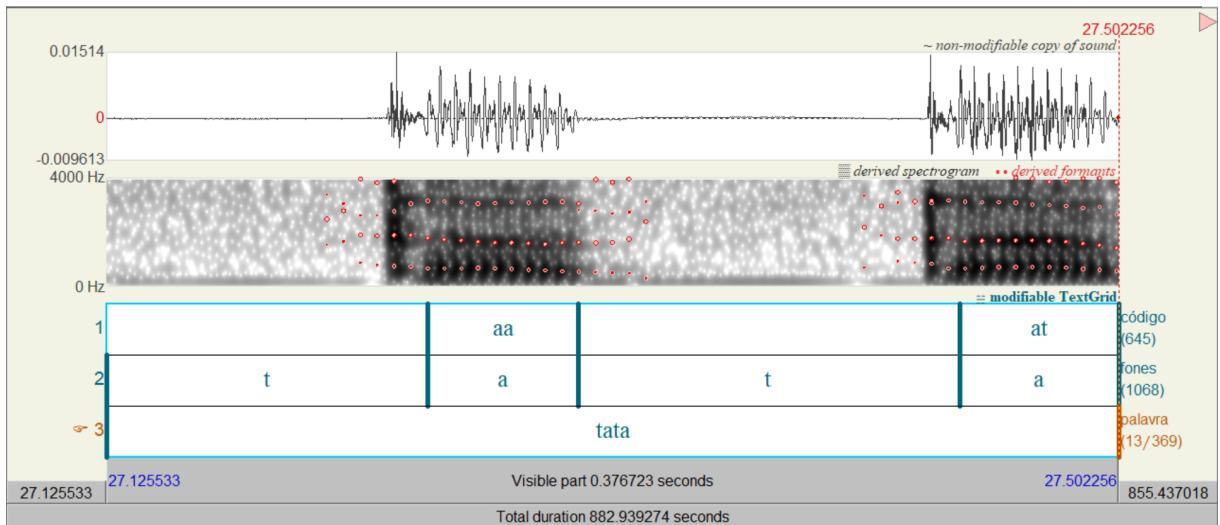 27.502256
0.01514
~ non-modifiable copy of sound
0
-0.009613
4000 Hz
derived spectrogram •• derived formants
0 Hz
modifiable TextGrid
1 aa at código (645)
2 t a t a fones (1068)
3 tata palavra (13/369)
27.125533 Visible part 0.376723 seconds 27.502256
27.125533 855.437018
Total duration 882.939274 seconds